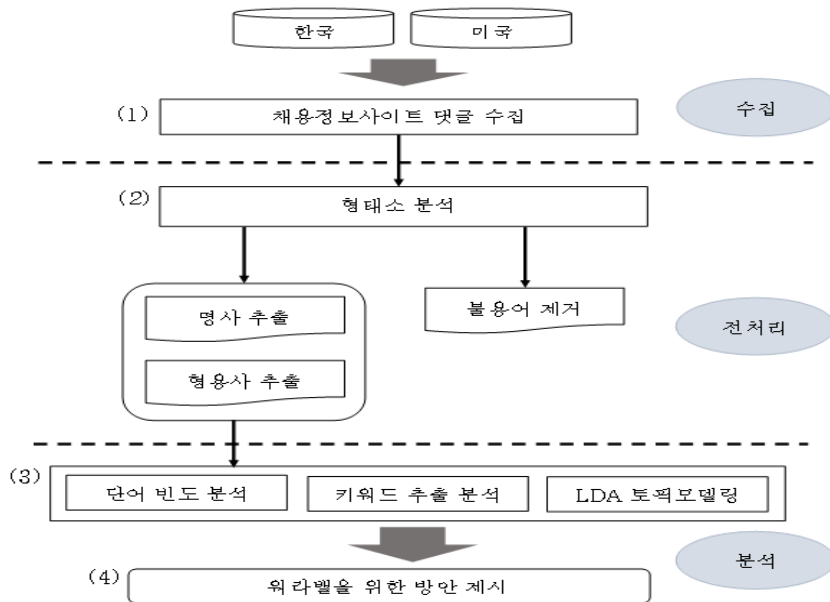 한국 미국
(1) 채용정보사이트 댓글 수집 수집
(2) 형태소 분석
명사 추출 불용어 제거
전처리
형용사 추출
(3) 단어 빈도 분석 키워드 추출 분석 LDA 토픽모델링
분석
(4) 워라밸을 위한 방안 제시